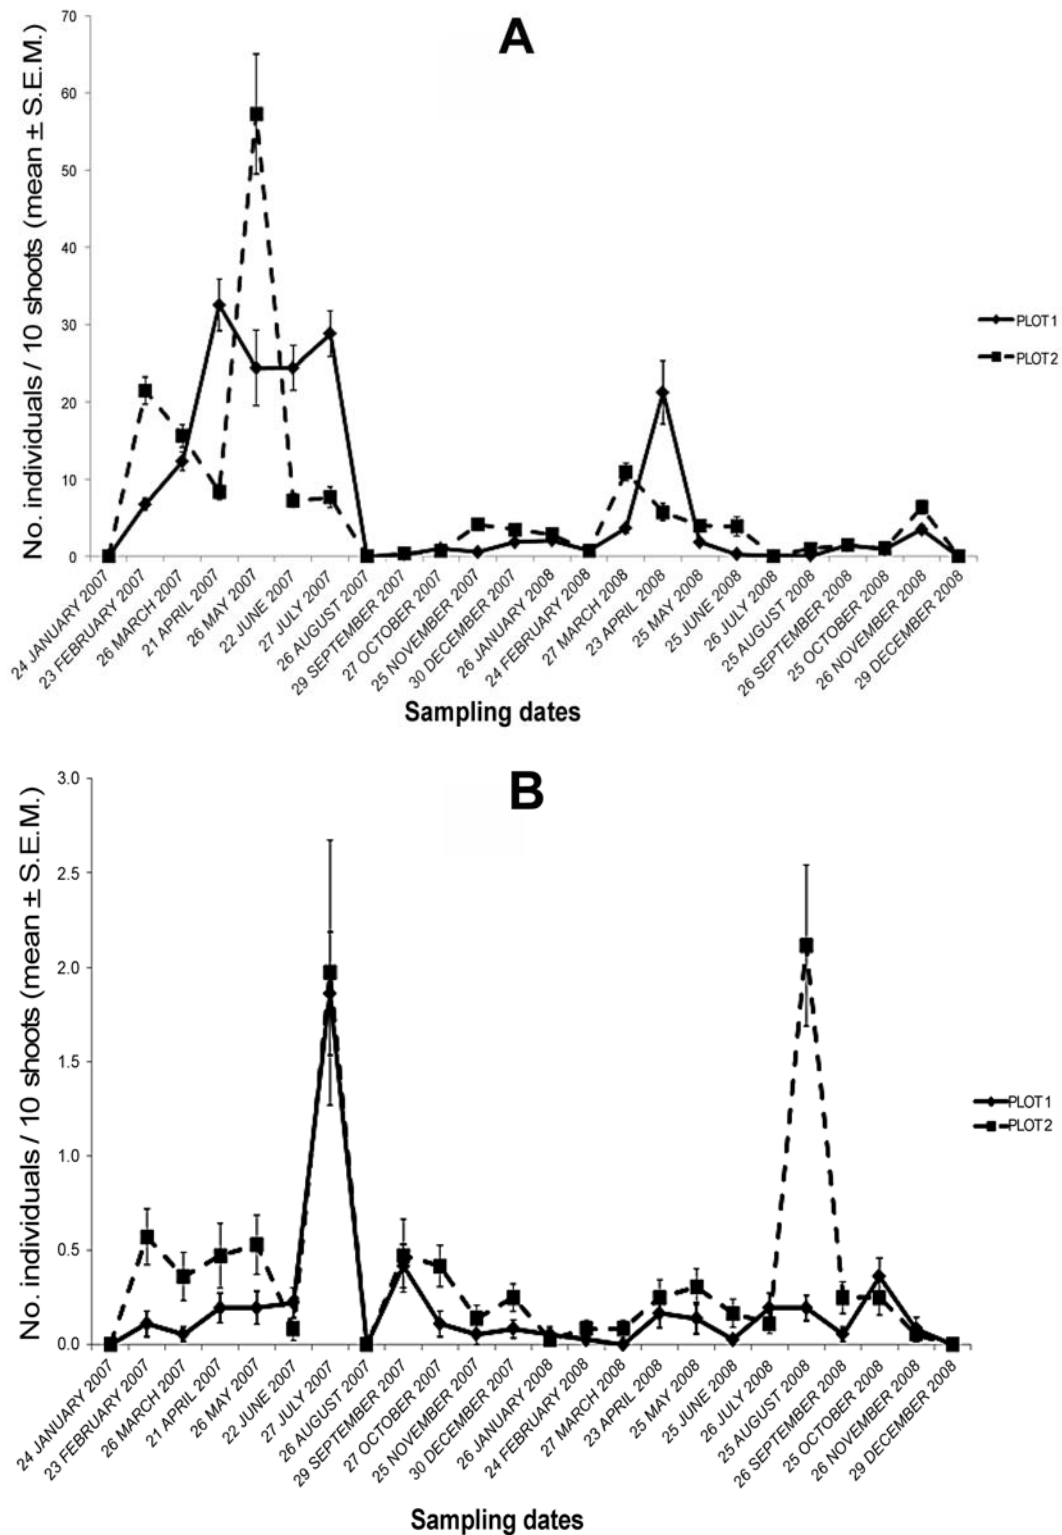 A
No. individuals / 10 shoots (mean ± S.E.M.)
70
60
50
40
30
20
10
0
PLOT1
PLOT2
24 JANUARY 2007
23 FEBRUARY 2007
26 MARCH 2007
21 APRIL 2007
26 MAY 2007
22 JUNE 2007
27 JULY 2007
26 AUGUST 2007
29 SEPTEMBER 2007
27 OCTOBER 2007
25 NOVEMBER 2007
30 DECEMBER 2007
26 JANUARY 2008
24 FEBRUARY 2008
27 MARCH 2008
23 APRIL 2008
25 MAY 2008
25 JUNE 2008
26 JULY 2008
25 AUGUST 2008
26 SEPTEMBER 2008
25 OCTOBER 2008
26 NOVEMBER 2008
29 DECEMBER 2008
Sampling dates
B
No. individuals / 10 shoots (mean ± S.E.M.)
3.0
2.5
2.0
1.5
1.0
0.5
0.0
PLOT1
PLOT2
24 JANUARY 2007
23 FEBRUARY 2007
26 MARCH 2007
21 APRIL 2007
26 MAY 2007
22 JUNE 2007
27 JULY 2007
26 AUGUST 2007
29 SEPTEMBER 2007
27 OCTOBER 2007
25 NOVEMBER 2007
30 DECEMBER 2007
26 JANUARY 2008
24 FEBRUARY 2008
27 MARCH 2008
23 APRIL 2008
25 MAY 2008
25 JUNE 2008
26 JULY 2008
25 AUGUST 2008
26 SEPTEMBER 2008
25 OCTOBER 2008
26 NOVEMBER 2008
29 DECEMBER 2008
Sampling dates